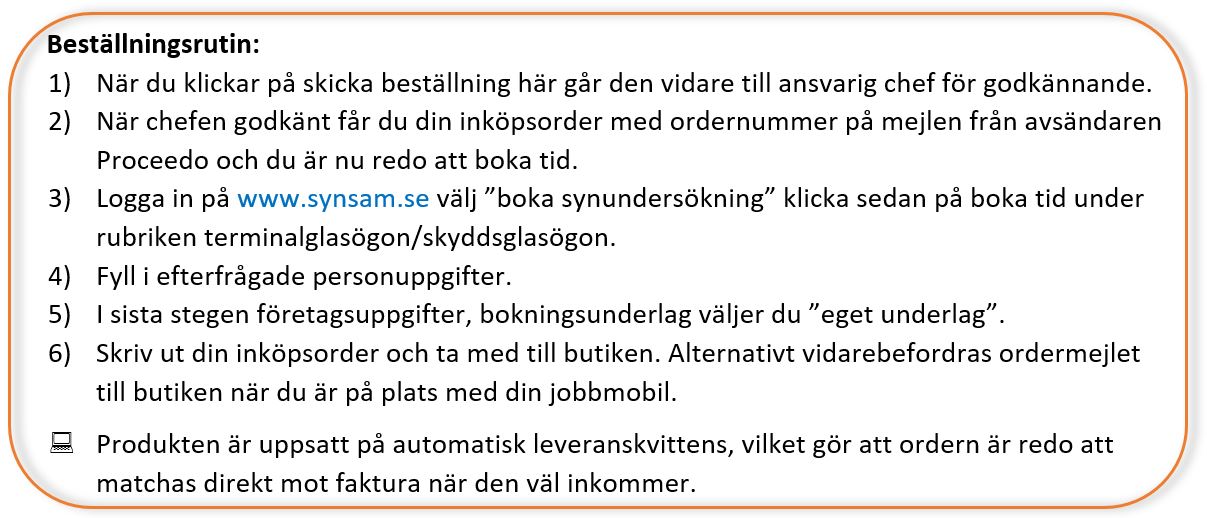 Beställningsrutin:
1) När du klickar på skicka beställning här går den vidare till ansvarig chef för godkännande.
2) När chefen godkänt får du din inköpsorder med ordernummer på mejlen från avsändaren
Proceedo och du är nu redo att boka tid.
3) Logga in på www.synsam.se välj ”boka synundersökning” klicka sedan på boka tid under
rubriken terminalglasögon/skyddsglasögon.
4) Fyll i efterfrågade personuppgifter.
5) I sista stegen företagsuppgifter, bokningsunderlag väljer du ”eget underlag”.
6) Skriv ut din inköpsorder och ta med till butiken. Alternativt vidarebefordras ordermejlet
till butiken när du är på plats med din jobbmobil.
Produkten är uppsatt på automatisk leveranskvittens, vilket gör att ordern är redo att
matchas direkt mot faktura när den väl inkommer.